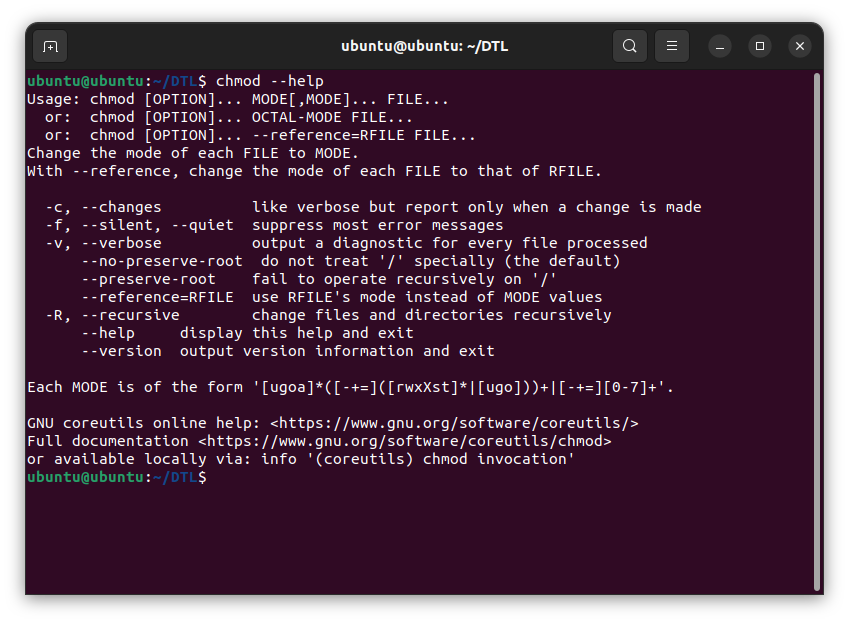 ubuntu@ubuntu: ~/DTL
ubuntu@ubuntu:~/DTL$ chmod --help
Usage: chmod [OPTION]... MODE[,MODE]... FILE...
  or:  chmod [OPTION]... OCTAL-MODE FILE...
  or:  chmod [OPTION]... --reference=RFILE FILE...
Change the mode of each FILE to MODE.
With --reference, change the mode of each FILE to that of RFILE.

  -c, --changes          like verbose but report only when a change is made
  -f, --silent, --quiet  suppress most error messages
  -v, --verbose          output a diagnostic for every file processed
      --no-preserve-root  do not treat '/' specially (the default)
      --preserve-root    fail to operate recursively on '/'
      --reference=RFILE  use RFILE's mode instead of MODE values
  -R, --recursive        change files and directories recursively
      --help     display this help and exit
      --version  output version information and exit

Each MODE is of the form '[ugoa]*([-+=]([rwxXst]*|[ugo]))+|[-+=][0-7]+'.

GNU coreutils online help: <https://www.gnu.org/software/coreutils/>
Full documentation <https://www.gnu.org/software/coreutils/chmod>
or available locally via: info '(coreutils) chmod invocation'
ubuntu@ubuntu:~/DTL$